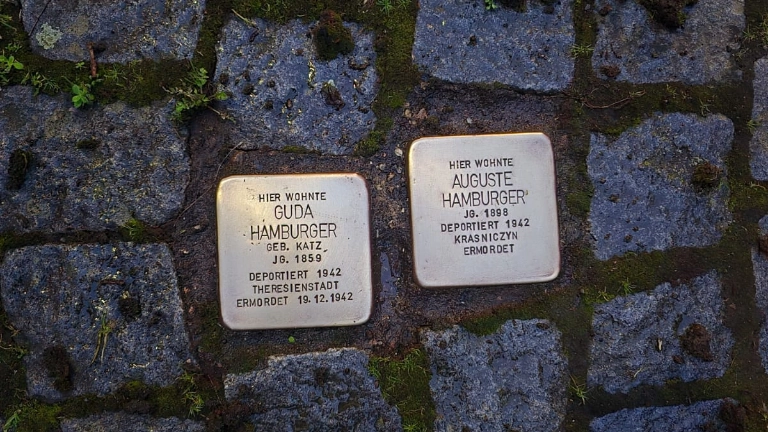 HIER WOHNTE
GUDA
HAMBURGER
GEB. KATZ
JG. 1859
DEPORTIERT 1942
THERESIENSTADT
ERMORDET 19.12.1942
HIER WOHNTE
AUGUSTE
HAMBURGER
JG. 1898
DEPORTIERT 1942
KRASNICZYN
ERMORDET